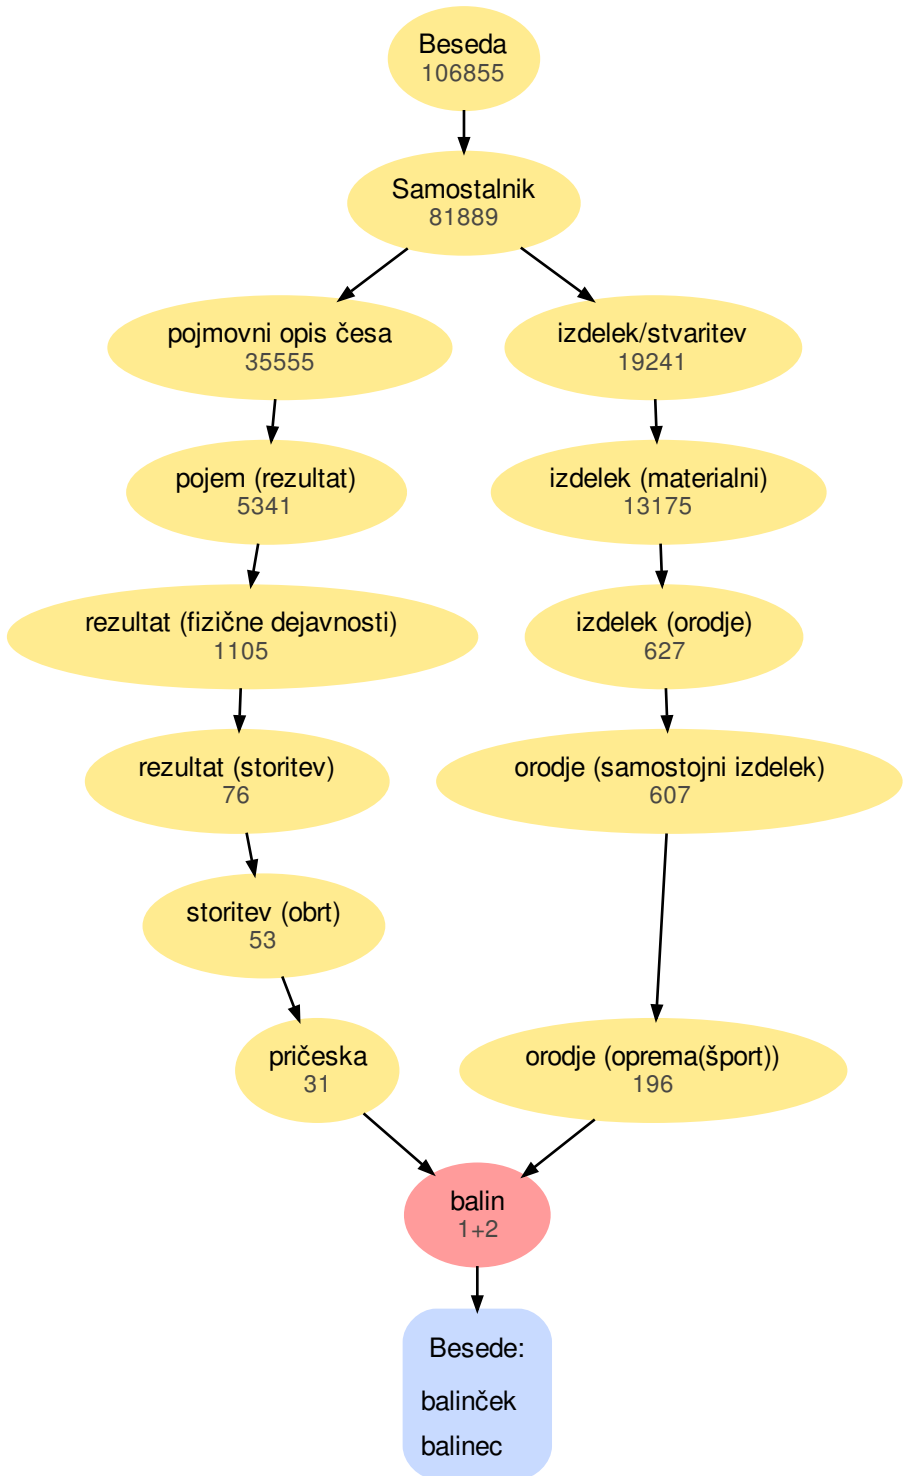 Beseda
106855
Samostalnik
81889
pojmovni opis česa
35555
izdelek/stvaritev
19241
pojem (rezultat)
5341
izdelek (materialni)
13175
rezultat (fizične dejavnosti)
1105
izdelek (orodje)
627
rezultat (storitev)
76
orodje (samostojni izdelek)
607
storitev (obrt)
53
pričeska
31
orodje (oprema(šport))
196
balin
1+2
Besede:
balinček
balinec